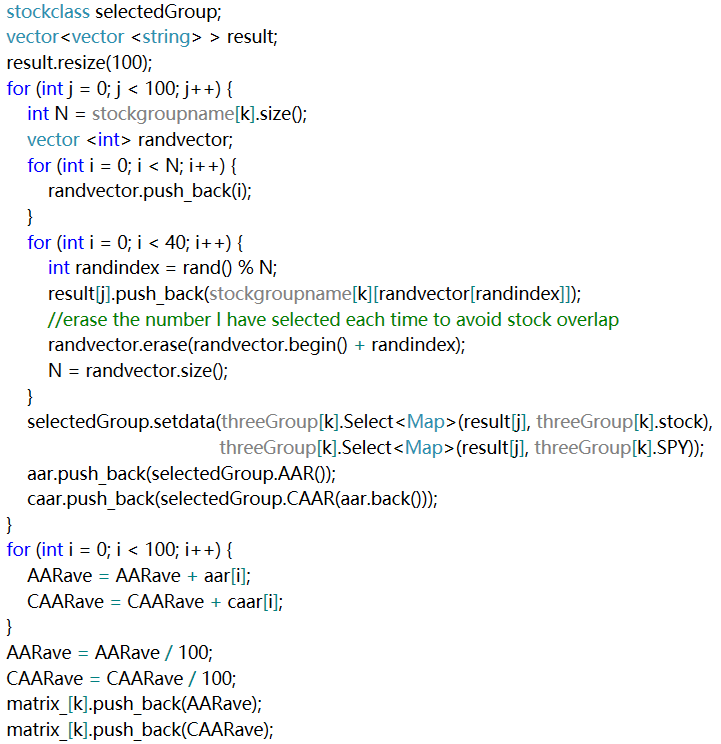 stockclass selectedGroup;
vector<vector <string> > result;
result.resize(100);
for (int j = 0; j < 100; j++) {
    int N = stockgroupname[k].size();
    vector <int> randvector;
    for (int i = 0; i < N; i++) {
        randvector.push_back(i);
    }
    for (int i = 0; i < 40; i++) {
        int randindex = rand() % N;
        result[j].push_back(stockgroupname[k][randvector[randindex]]);
        //erase the number I have selected each time to avoid stock overlap
        randvector.erase(randvector.begin() + randindex);
        N = randvector.size();
    }
    selectedGroup.setdata(threeGroup[k].Select<Map>(result[j], threeGroup[k].stock),
                          threeGroup[k].Select<Map>(result[j], threeGroup[k].SPY));
    aar.push_back(selectedGroup.AAR());
    caar.push_back(selectedGroup.CAAR(aar.back()));
}
for (int i = 0; i < 100; i++) {
    AARave = AARave + aar[i];
    CAARave = CAARave + caar[i];
}
AARave = AARave / 100;
CAARave = CAARave / 100;
matrix_[k].push_back(AARave);
matrix_[k].push_back(CAARave);